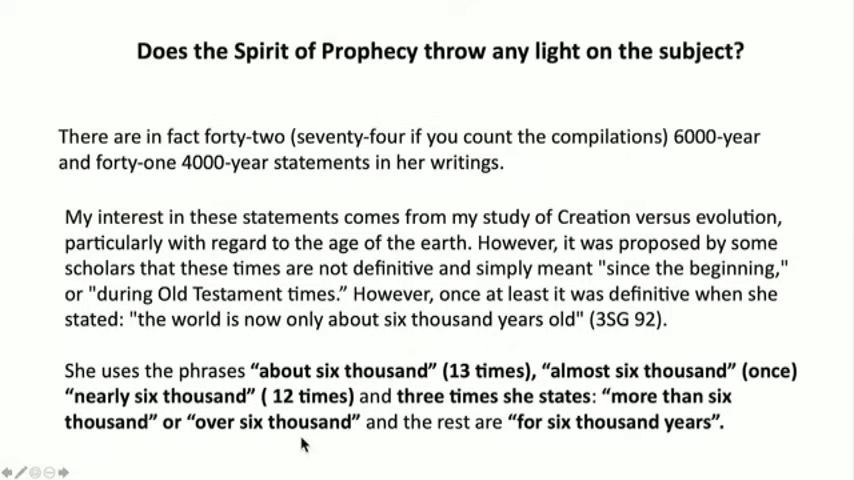 Does the Spirit of Prophecy throw any light on the subject?
There are in fact forty-two (seventy-four if you count the compilations) 6000-year
and forty-one 4000-year statements in her writings.
My interest in these statements comes from my study of Creation versus evolution,
particularly with regard to the age of the earth. However, it was proposed by some
scholars that these times are not definitive and simply meant "since the beginning,"
or "during Old Testament times.” However, once at least it was definitive when she
stated: "the world is now only about six thousand years old" (3SG 92).
She uses the phrases “about six thousand” (13 times), “almost six thousand” (once)
“nearly six thousand” ( 12 times) and three times she states: “more than six
thousand” or “over six thousand” and the rest are “for six thousand years”.